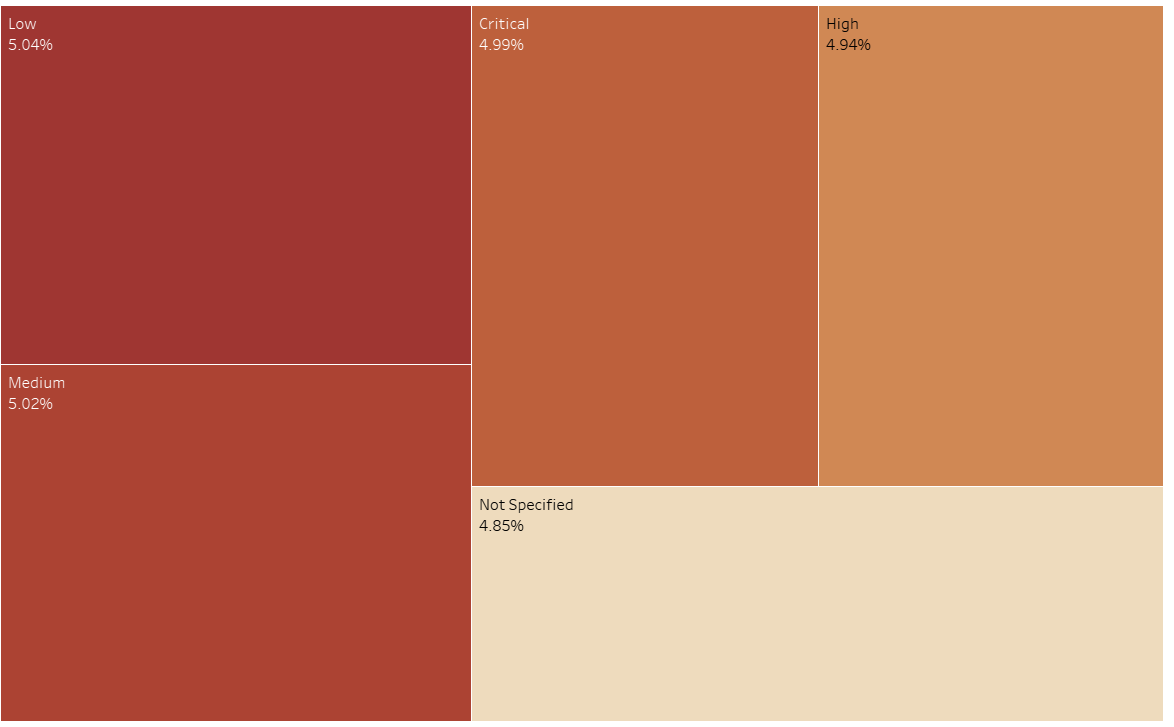 Low
5.04%
Critical
4.99%
High
4.94%
Medium
5.02%
Not Specified
4.85%